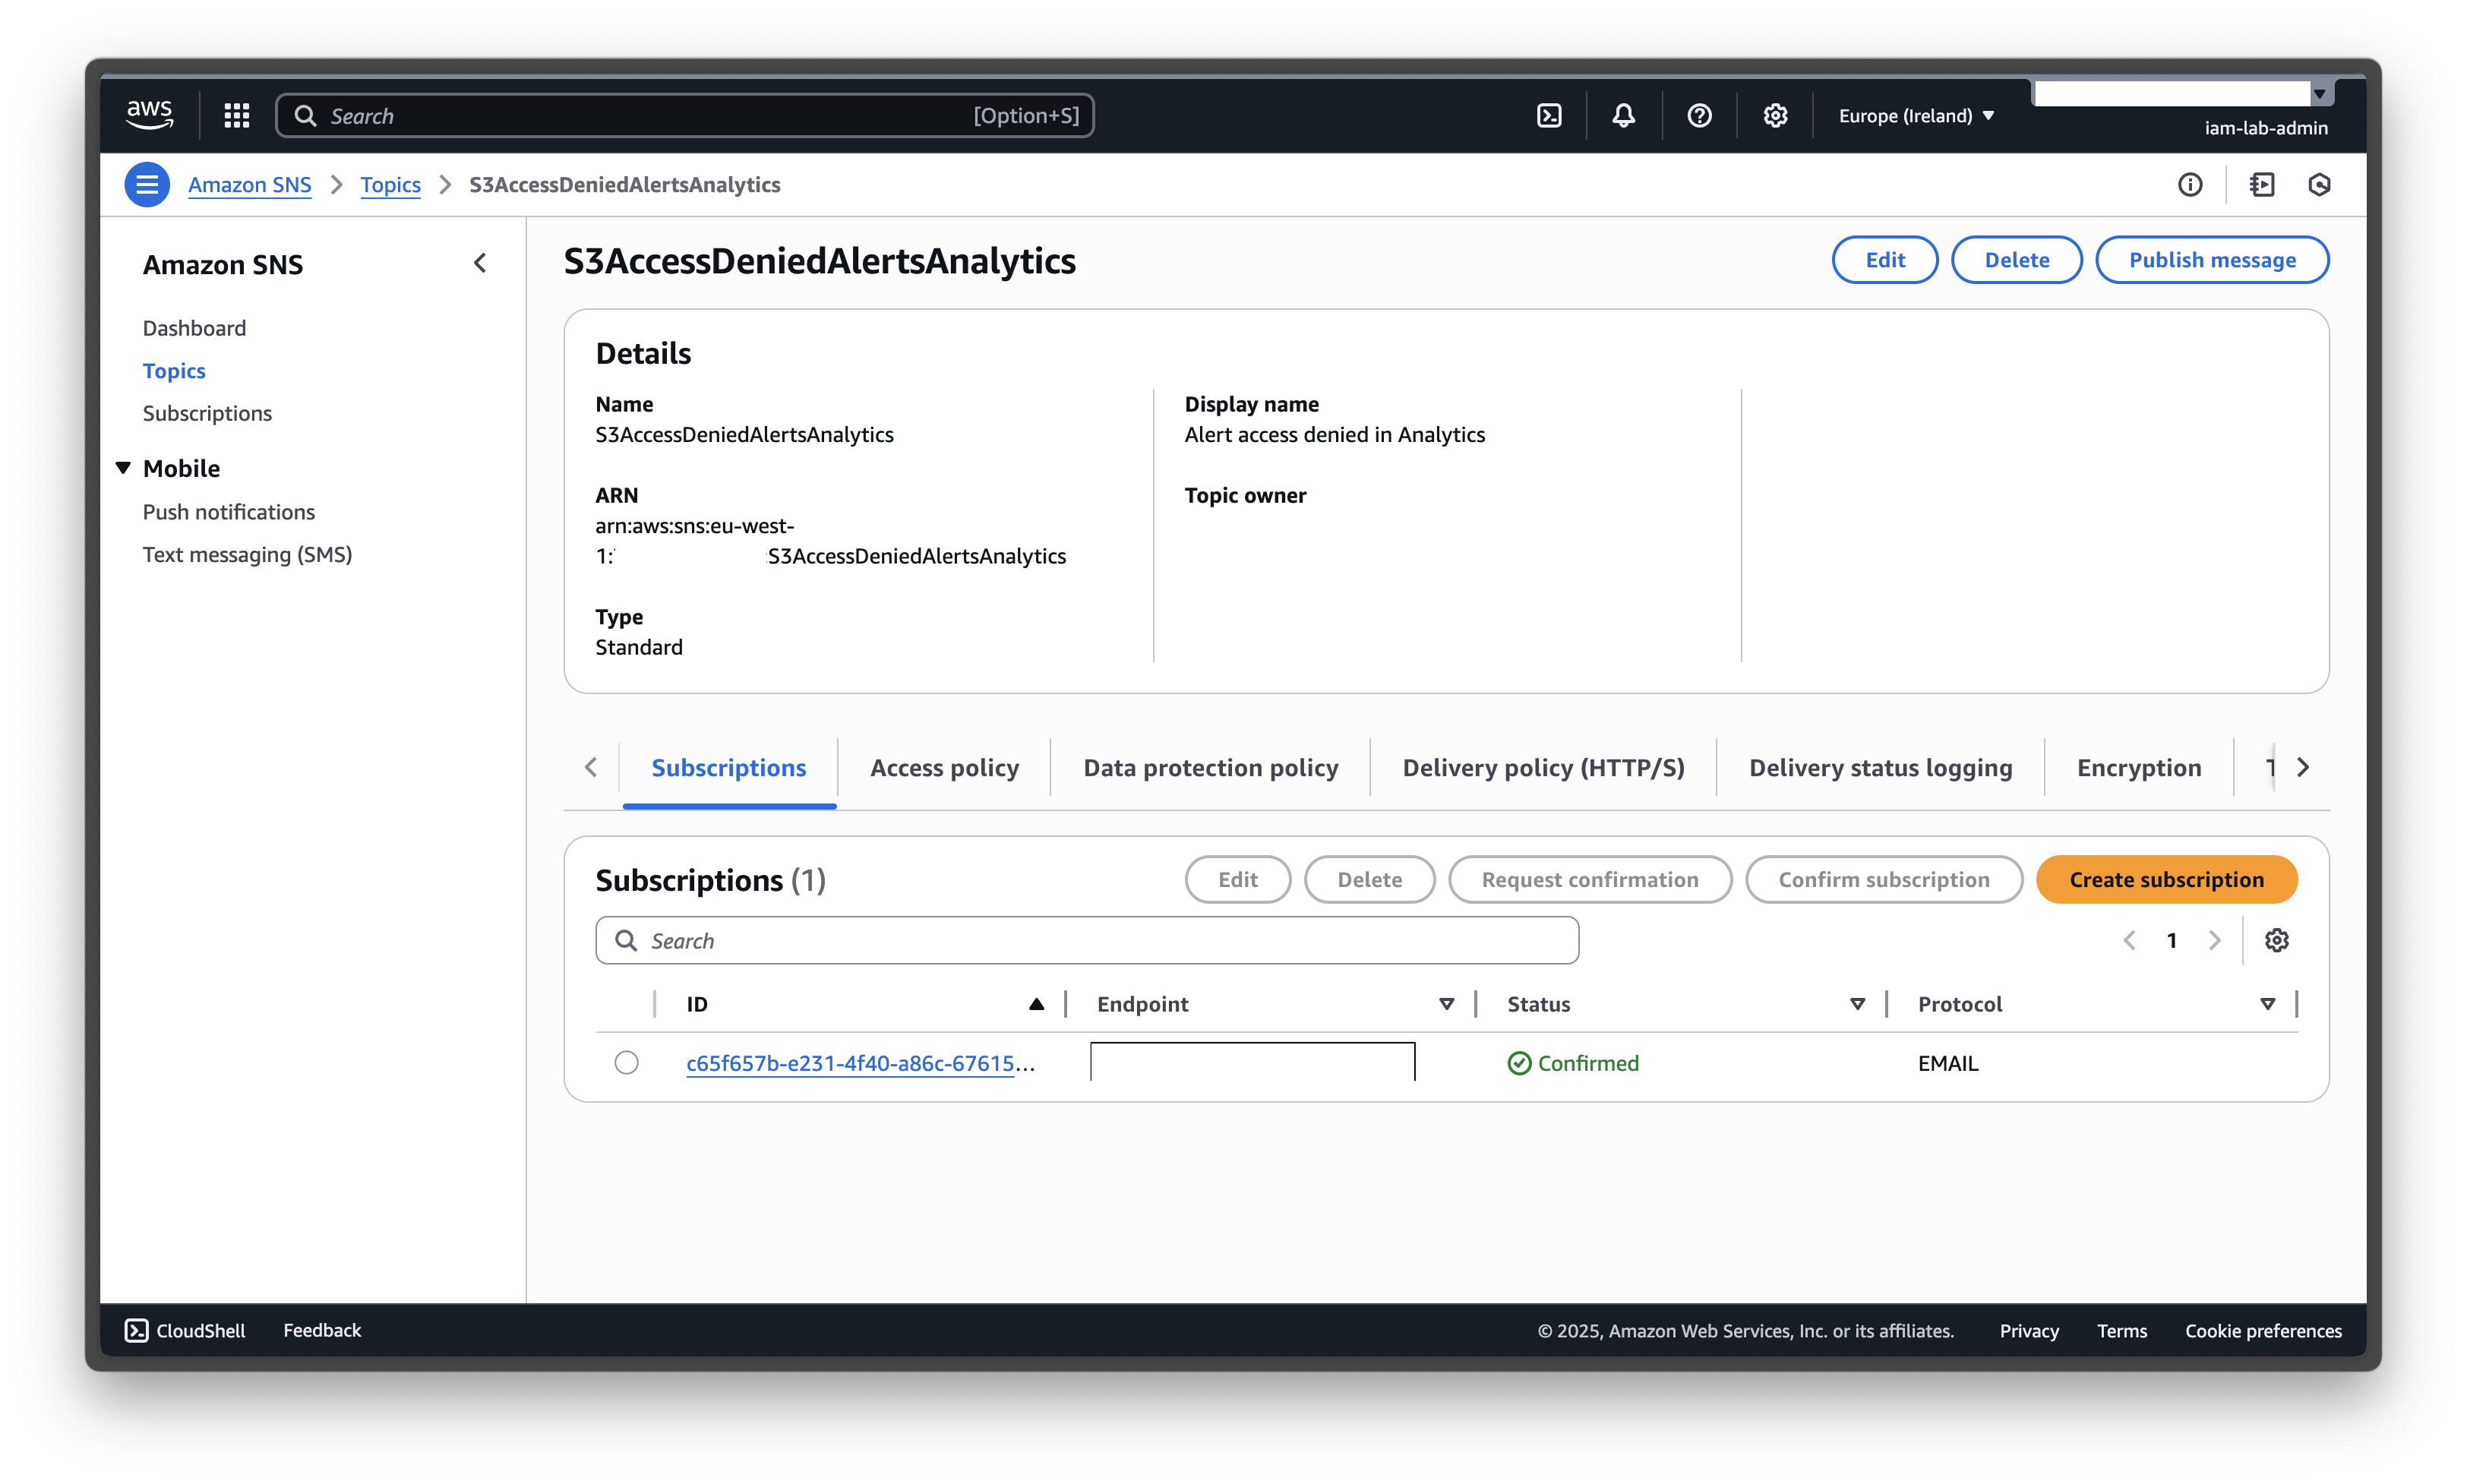 aws
Search [Option+S]
Europe (Ireland)
iam-lab-admin
Amazon SNS Topics S3AccessDeniedAlertsAnalytics
Amazon SNS
Dashboard
Topics
Subscriptions
Mobile
Push notifications
Text messaging (SMS)
S3AccessDeniedAlertsAnalytics
Edit Delete Publish message
Details
Name
S3AccessDeniedAlertsAnalytics
ARN
arn:aws:sns:eu-west-
1: :S3AccessDeniedAlertsAnalytics
Type
Standard
Display name
Alert access denied in Analytics
Topic owner
Subscriptions Access policy Data protection policy Delivery policy (HTTP/S) Delivery status logging Encryption
Subscriptions (1)
Edit Delete Request confirmation Confirm subscription Create subscription
Search
1
ID Endpoint Status Protocol
c65f657b-e231-4f40-a86c-67615... Confirmed EMAIL
CloudShell Feedback © 2025, Amazon Web Services, Inc. or its affiliates. Privacy Terms Cookie preferences